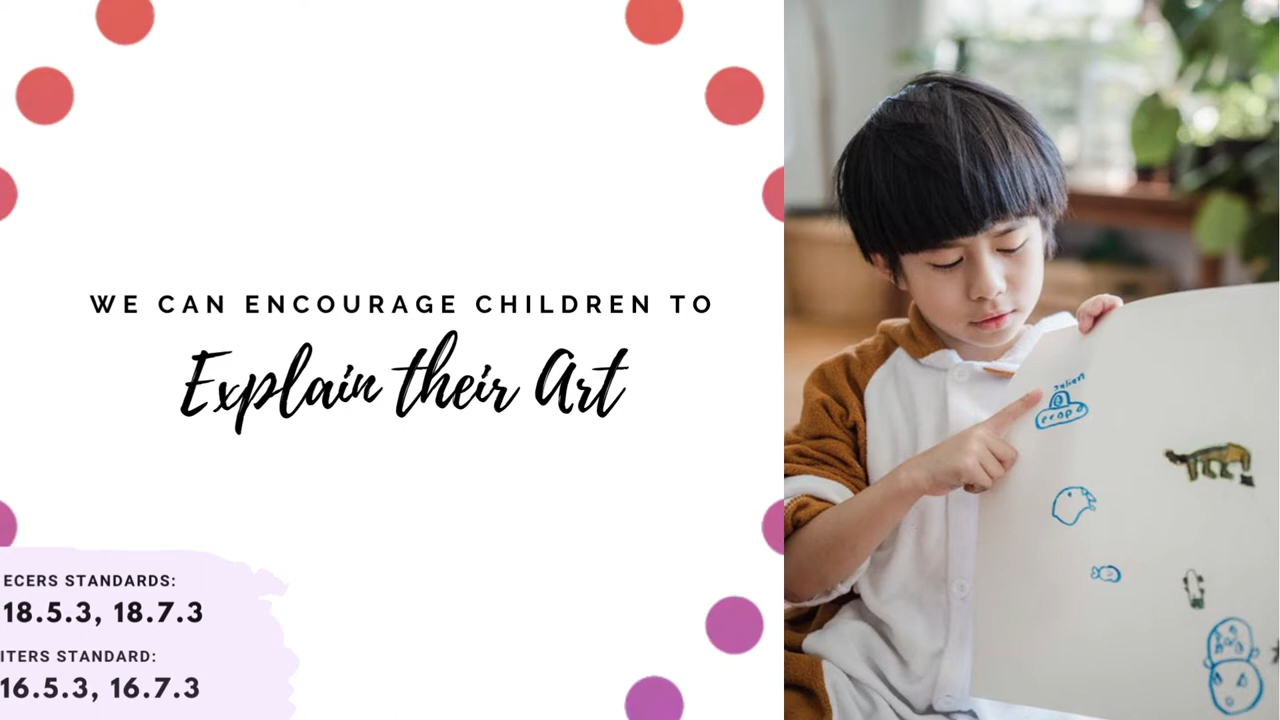 WE CAN ENCOURAGE CHILDREN TO
Explain their Art
ECERS STANDARDS:
18.5.3, 18.7.3
ITERS STANDARD:
16.5.3, 16.7.3